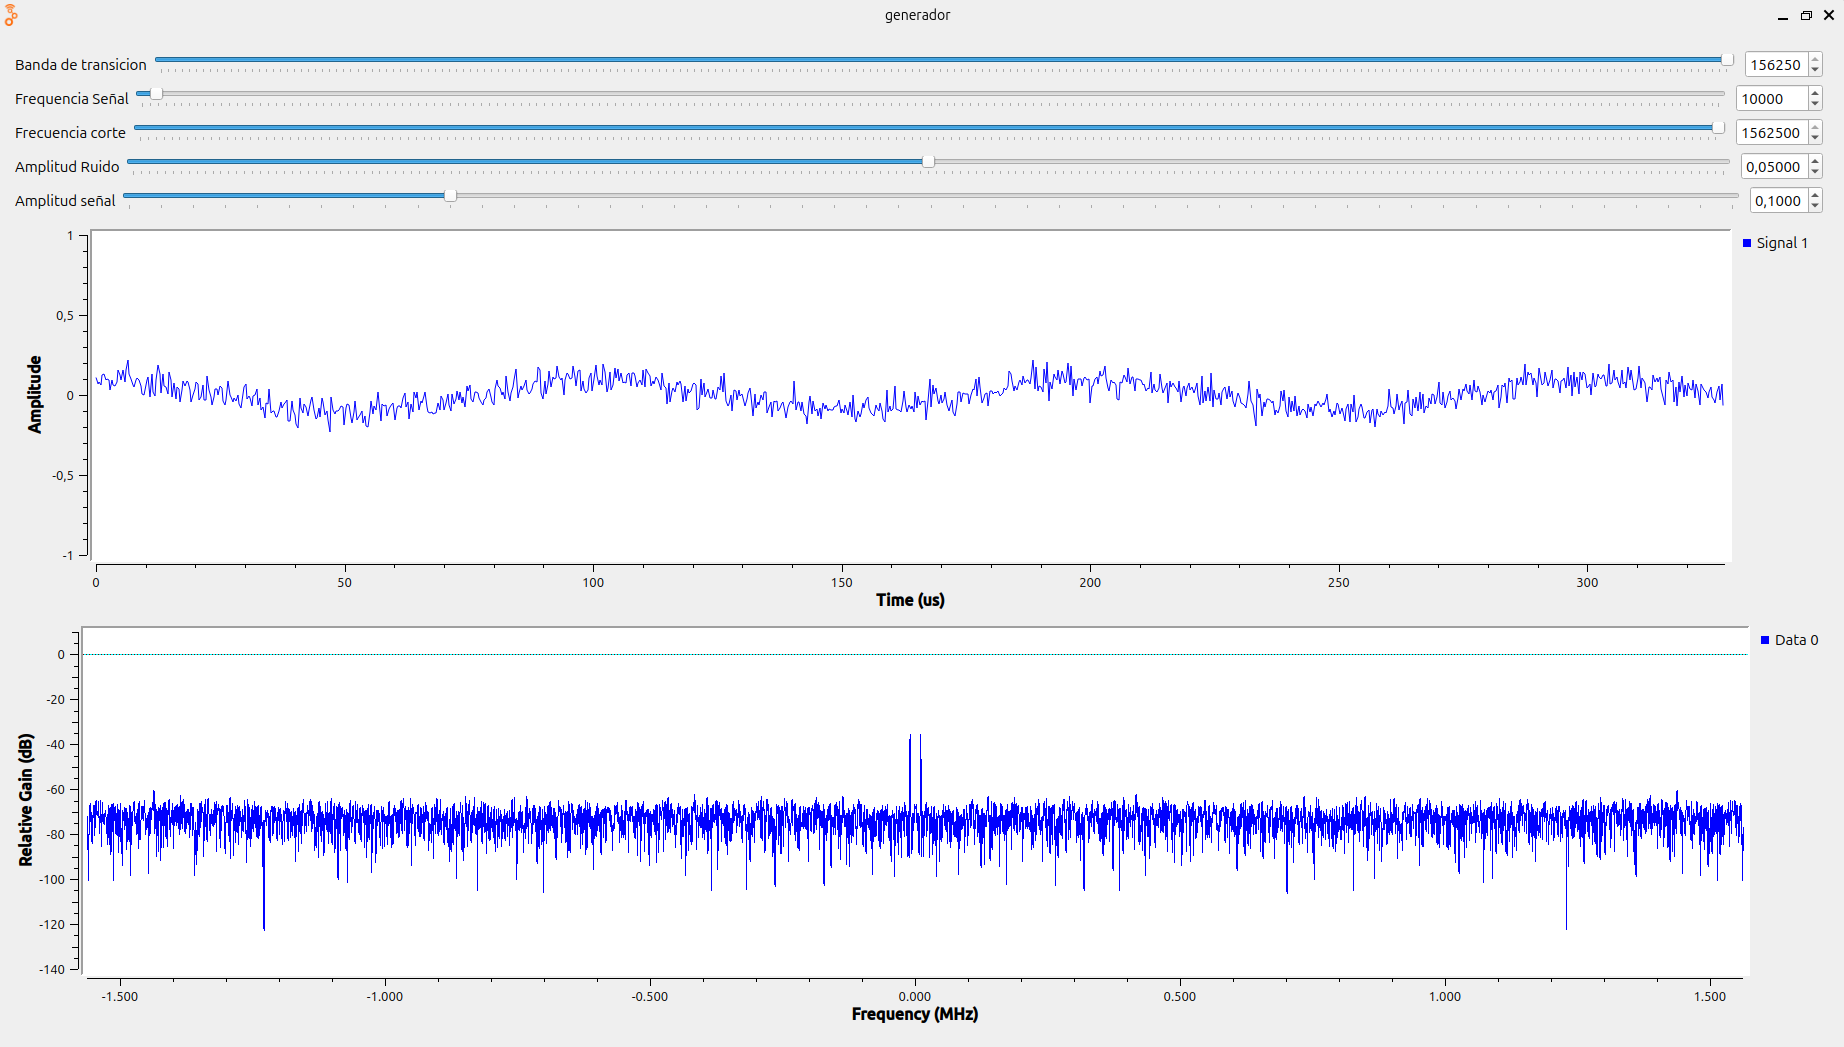 generador
Banda de transicion 156250
Frequencia Señal 10000
Frecuencia corte 1562500
Amplitud Ruido 0,05000
Amplitud señal 0,1000
Signal 1
Amplitude
1
0,5
0
-0,5
-1
0 50 100 150 200 250 300
Time (us)
Data 0
Relative Gain (dB)
0
-20
-40
-60
-80
-100
-120
-140
-1.500 -1.000 -0.500 0.000 0.500 1.000 1.500
Frequency (MHz)